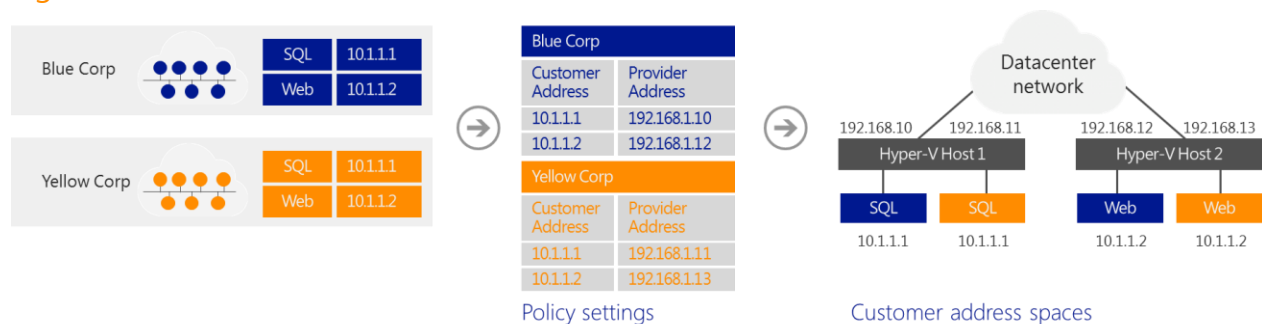 Blue Corp
SQL 10.1.1.1
Web 10.1.1.2
Yellow Corp
SQL 10.1.1.1
Web 10.1.1.2
Blue Corp
Customer Address Provider Address
10.1.1.1 192.168.1.10
10.1.1.2 192.168.1.12
Yellow Corp
Customer Address Provider Address
10.1.1.1 192.168.1.11
10.1.1.2 192.168.1.13
Policy settings
Datacenter
network
192.168.10 192.168.11 192.168.12 192.168.13
Hyper-V Host 1 Hyper-V Host 2
SQL SQL Web Web
10.1.1.1 10.1.1.1 10.1.1.2 10.1.1.2
Customer address spaces